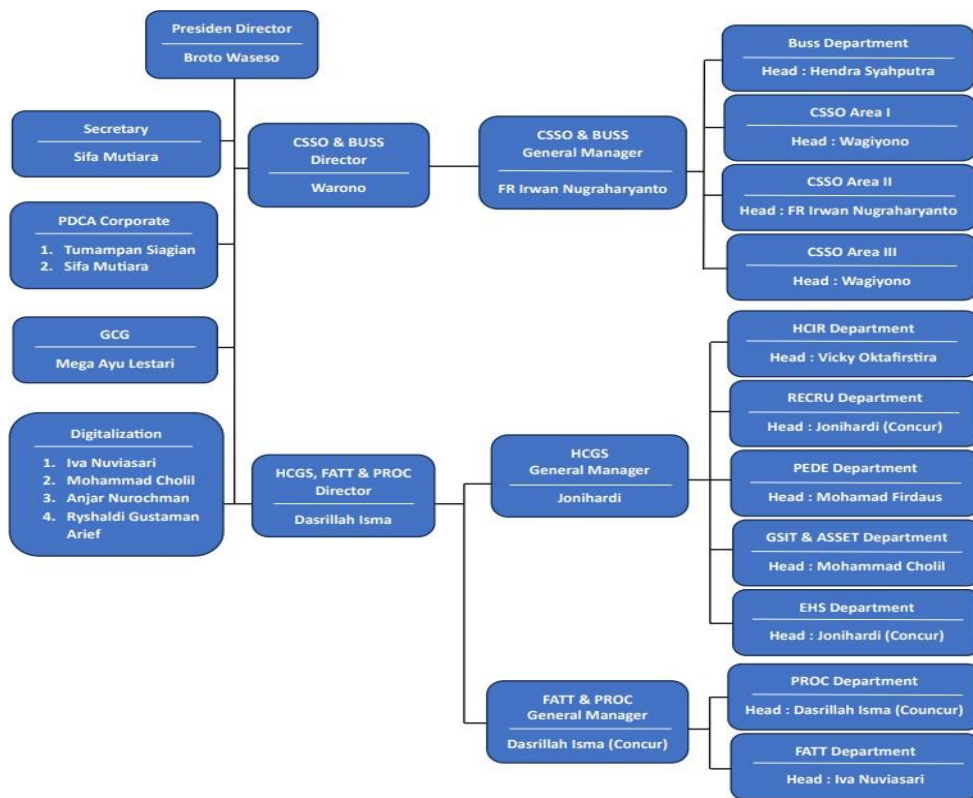 Presiden Director
Broto Waseso
Secretary
Sifa Mutiara
PDCA Corporate
1. Tumampan Siagian
2. Sifa Mutiara
GCG
Mega Ayu Lestari
Digitalization
1. Iva Nuviasari
2. Mohammad Cholil
3. Anjar Nurochman
4. Ryshaldi Gustaman
Arief
CSSO & BUSS
Director
Warono
CSSO & BUSS
General Manager
FR Irwan Nugraharyanto
Buss Department
Head : Hendra Syahputra
CSSO Area I
Head : Wagiyono
CSSO Area II
Head : FR Irwan Nugraharyanto
CSSO Area III
Head : Wagiyono
HCGS, FATT & PROC
Director
Dasrillah Isma
HCGS
General Manager
Jonihardi
HCIR Department
Head : Vicky Oktafirstira
RECRU Department
Head : Jonihardi (Concur)
PEDE Department
Head : Mohamad Firdaus
GSIT & ASSET Department
Head : Mohammad Cholil
EHS Department
Head : Jonihardi (Concur)
FATT & PROC
General Manager
Dasrillah Isma (Concur)
PROC Department
Head : Dasrillah Isma (Councur)
FATT Department
Head : Iva Nuviasari